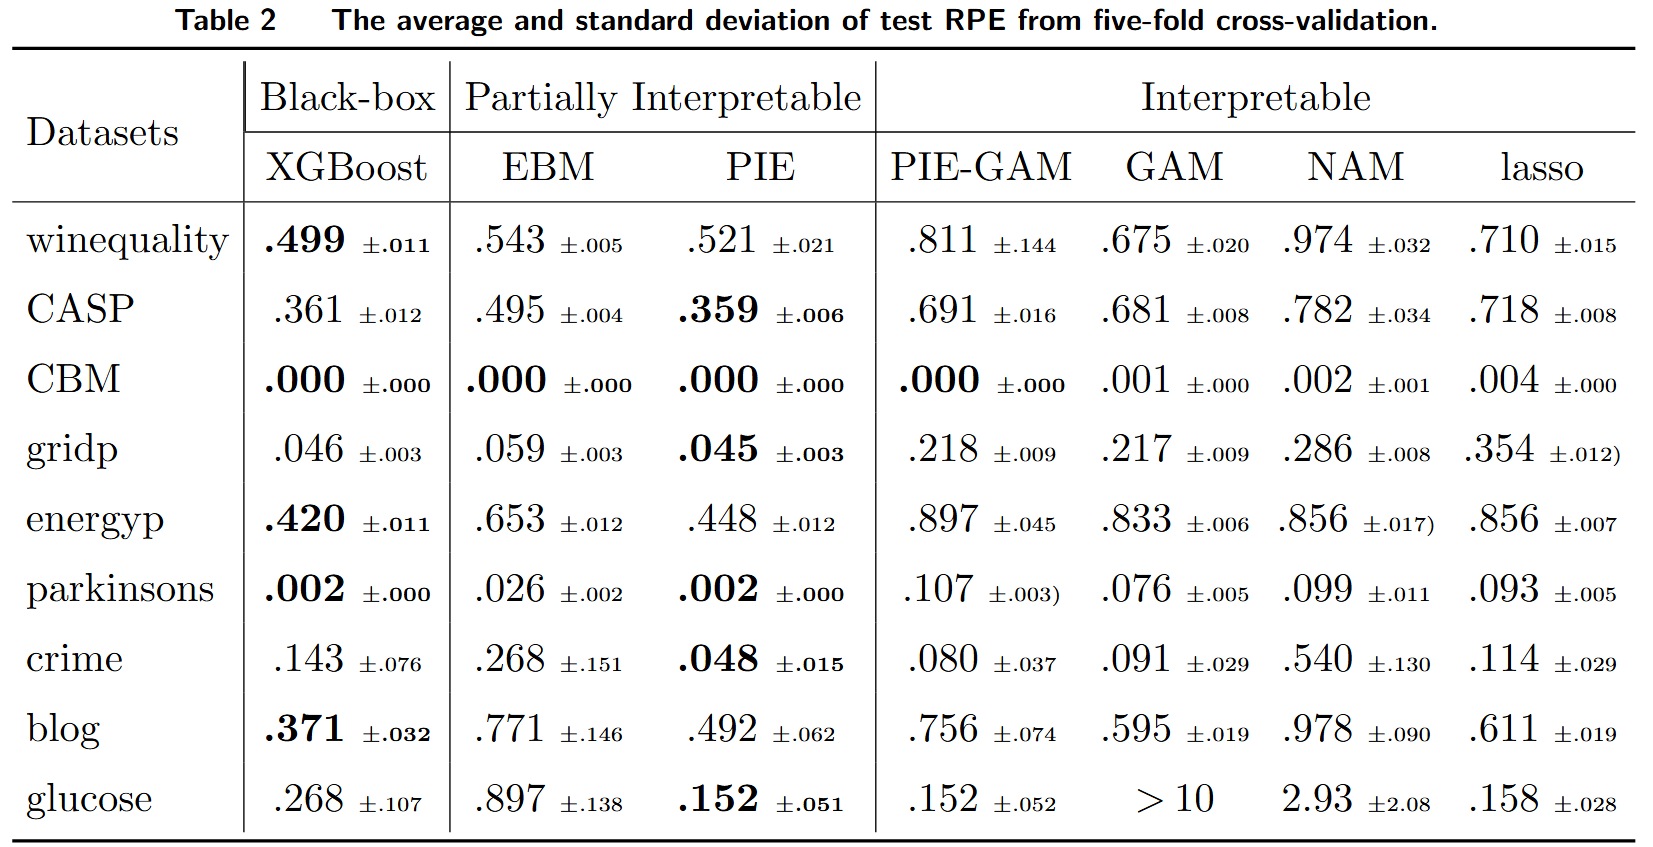 Table 2 The average and standard deviation of test RPE from five-fold cross-validation.
Datasets Black-box Partially Interpretable Interpretable
XGBoost EBM PIE PIE-GAM GAM NAM lasso
winequality .499 ±.011 .543 ±.005 .521 ±.021 .811 ±.144 .675 ±.020 .974 ±.032 .710 ±.015
CASP .361 ±.012 .495 ±.004 .359 ±.006 .691 ±.016 .681 ±.008 .782 ±.034 .718 ±.008
CBM .000 ±.000 .000 ±.000 .000 ±.000 .000 ±.000 .001 ±.000 .002 ±.001 .004 ±.000
gridp .046 ±.003 .059 ±.003 .045 ±.003 .218 ±.009 .217 ±.009 .286 ±.008 .354 ±.012)
energyp .420 ±.011 .653 ±.012 .448 ±.012 .897 ±.045 .833 ±.006 .856 ±.017) .856 ±.007
parkinsons .002 ±.000 .026 ±.002 .002 ±.000 .107 ±.003) .076 ±.005 .099 ±.011 .093 ±.005
crime .143 ±.076 .268 ±.151 .048 ±.015 .080 ±.037 .091 ±.029 .540 ±.130 .114 ±.029
blog .371 ±.032 .771 ±.146 .492 ±.062 .756 ±.074 .595 ±.019 .978 ±.090 .611 ±.019
glucose .268 ±.107 .897 ±.138 .152 ±.051 .152 ±.052 > 10 2.93 ±2.08 .158 ±.028